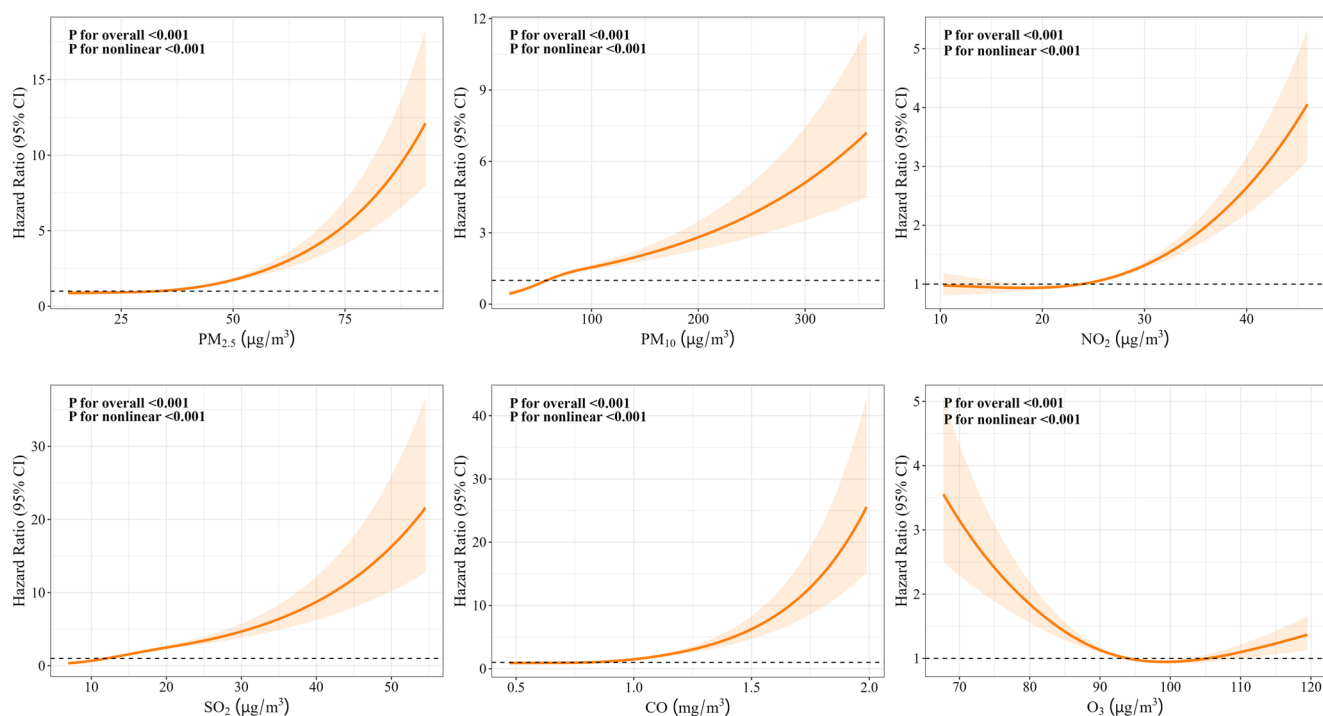 P for overall <0.001
P for nonlinear <0.001
Hazard Ratio (95% CI)
15
10
5
0
25
50
75
PM₂.₅ (μg/m³)
P for overall <0.001
P for nonlinear <0.001
Hazard Ratio (95% CI)
12
9
6
3
0
100
200
300
PM₁₀ (μg/m³)
P for overall <0.001
P for nonlinear <0.001
Hazard Ratio (95% CI)
5
4
3
2
1
10
20
30
40
NO₂ (μg/m³)
P for overall <0.001
P for nonlinear <0.001
Hazard Ratio (95% CI)
30
20
10
0
10
20
30
40
50
SO₂ (μg/m³)
P for overall <0.001
P for nonlinear <0.001
Hazard Ratio (95% CI)
40
30
20
10
0
0.5
1.0
1.5
2.0
CO (mg/m³)
P for overall <0.001
P for nonlinear <0.001
Hazard Ratio (95% CI)
5
4
3
2
1
70
80
90
100
110
120
O₃ (μg/m³)